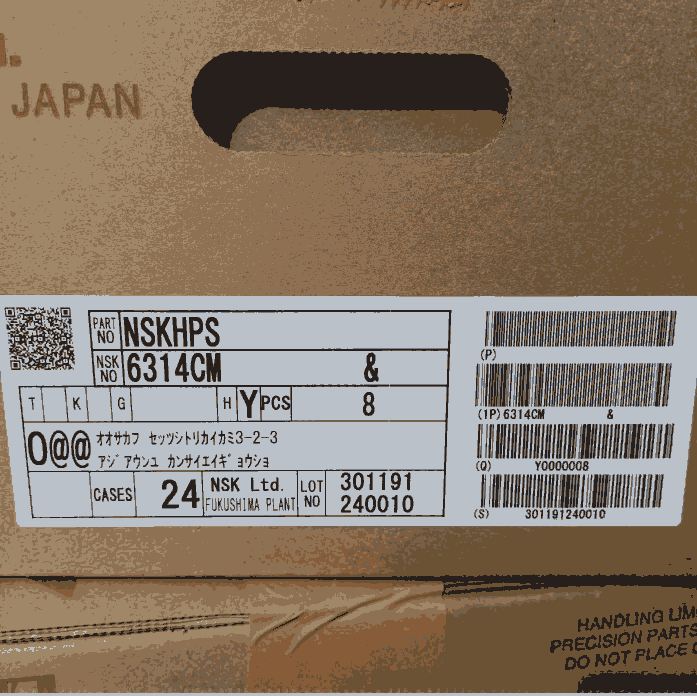 JAPAN
PART NO NSKHPS
NSK NO 6314CM &
T K G H Y PCS 8
O@@ オオサカフ セッツシトリカイカミ3-2-3
アジアウンユ カンサイエイギョウショ
CASES 24 NSK Ltd. FUKUSHIMA PLANT LOT NO 301191 240010
(P)
(1P) 6314CM &
(Q) Y0000008
(S) 301191240010
HANDLING
PRECISION PARTS
DO NOT PLACE